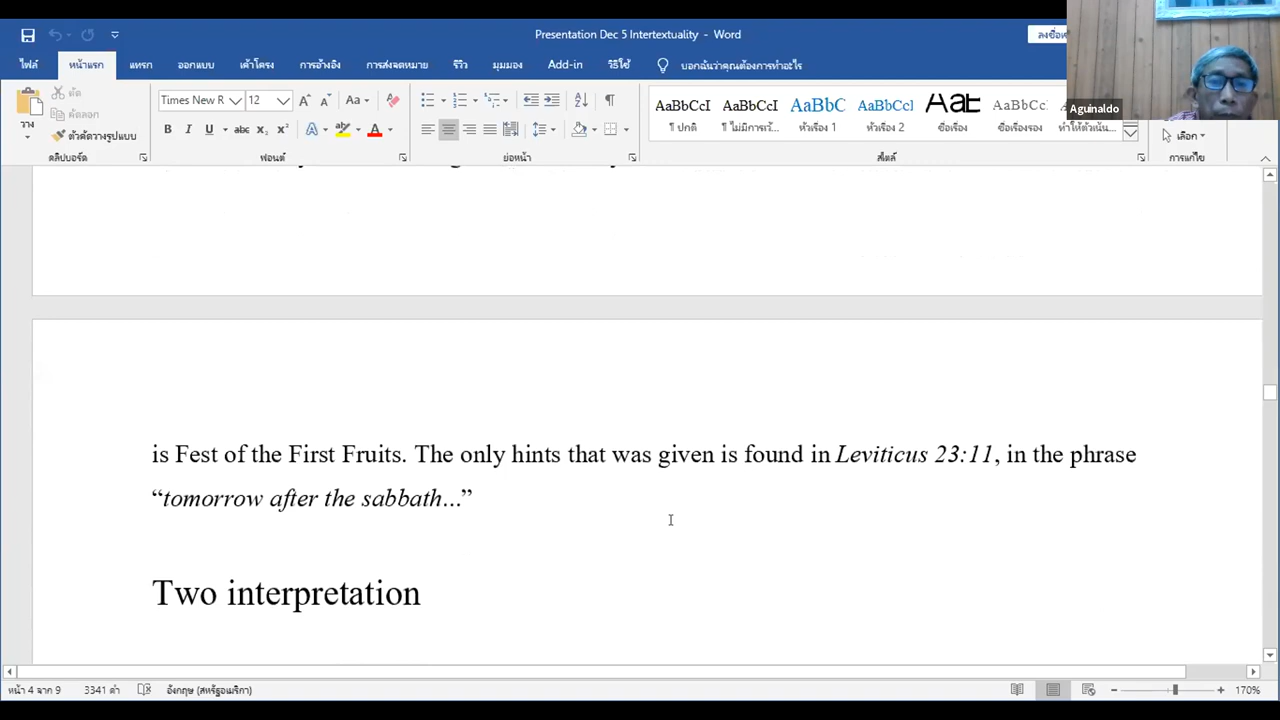 Presentation Dec 5 Intertextuality - Word
ไฟล์ หน้าแรก แทรก ออกแบบ เค้าโครง การอ้างอิง การส่งจดหมาย รีวิว มุมมอง Add-in วิธีใช้ บอกฉันว่าคุณต้องการทำอะไร
Aguinaldo
วาง
ตัด
คัดลอก
ตัวคัดวางรูปแบบ
คลิปบอร์ด
Times New R 12
ฟอนต์
ย่อหน้า
AaBbCcI AaBbCcI AaBbC AaBbCcI AaB AaBbCcI
¶ ปกติ ¶ ไม่มีการเว้... หัวเรื่อง 1 หัวเรื่อง 2 ชื่อเรื่อง ชื่อเรื่องรอง ทำให้ตัวเน้น...
สไตล์
เลือก
การแก้ไข
is Fest of the First Fruits. The only hints that was given is found in Leviticus 23:11, in the phrase
“tomorrow after the sabbath...”
Two interpretation
หน้า 4 จาก 9 3341 คำ อังกฤษ (สหรัฐอเมริกา) 170%